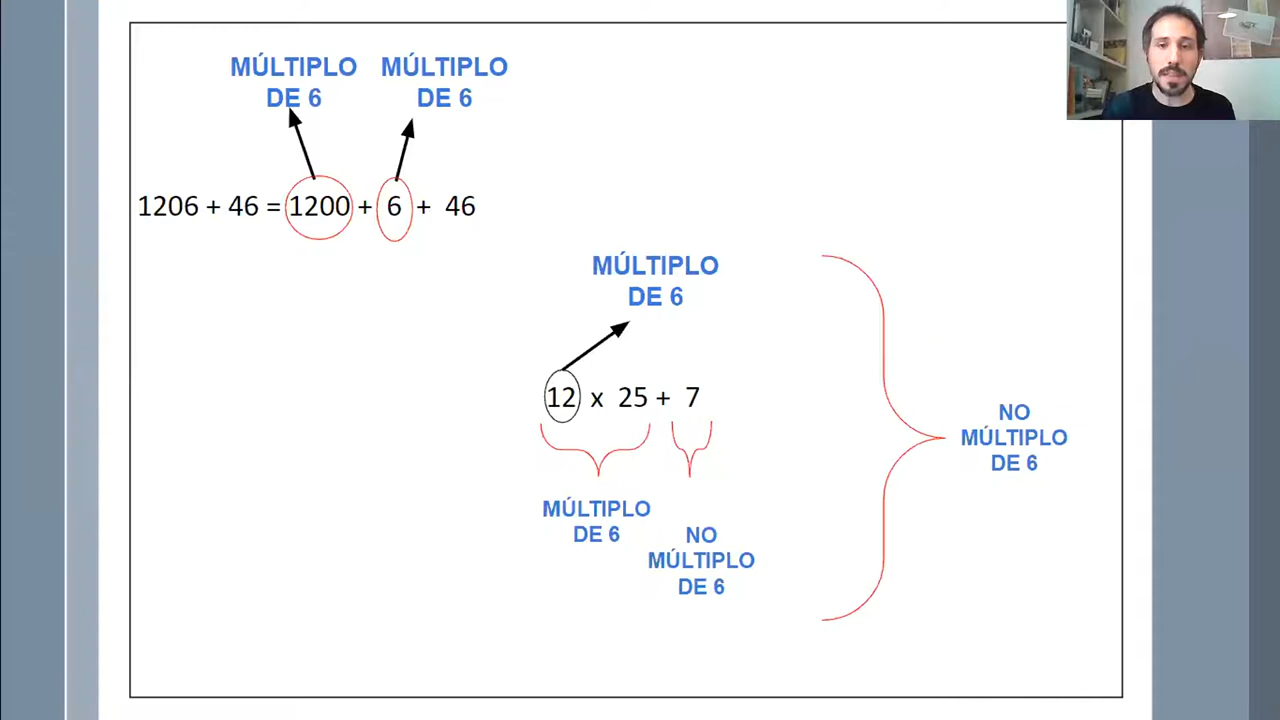 MÚLTIPLO
DE 6
MÚLTIPLO
DE 6
1206 + 46 = 1200 + 6 + 46
MÚLTIPLO
DE 6
12 x 25 + 7
MÚLTIPLO
DE 6
NO
MÚLTIPLO
DE 6
NO
MÚLTIPLO
DE 6